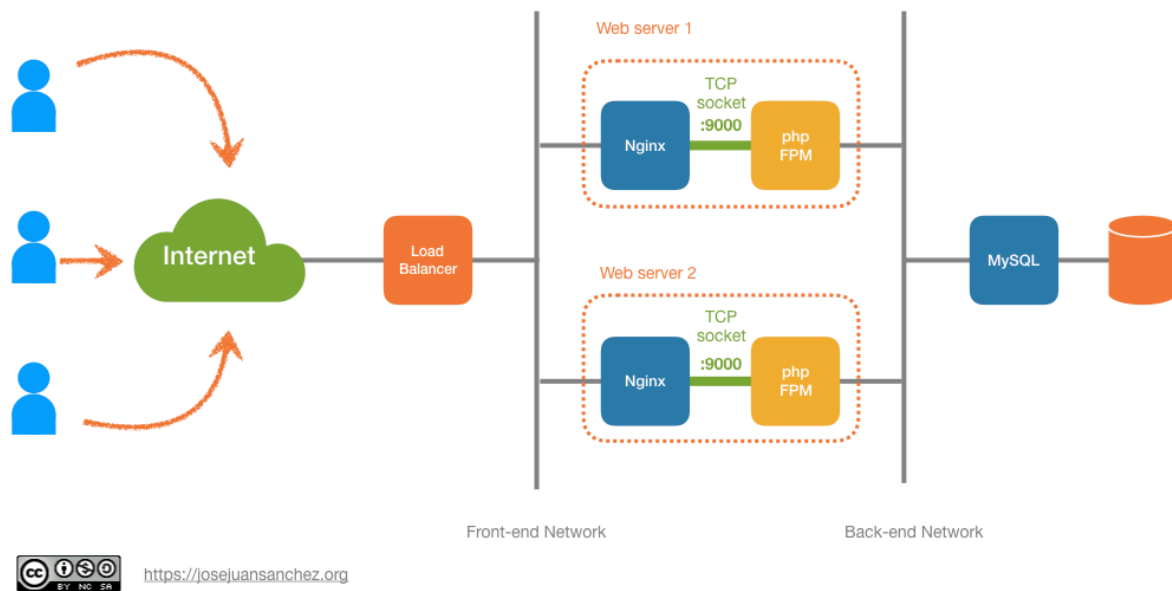 Web server 1
TCP
socket
:9000
Nginx
php
FPM
Internet
Load
Balancer
MySQL
Web server 2
TCP
socket
:9000
Nginx
php
FPM
Front-end Network
Back-end Network
cc
BY NC SA
https://josejuansanchez.org